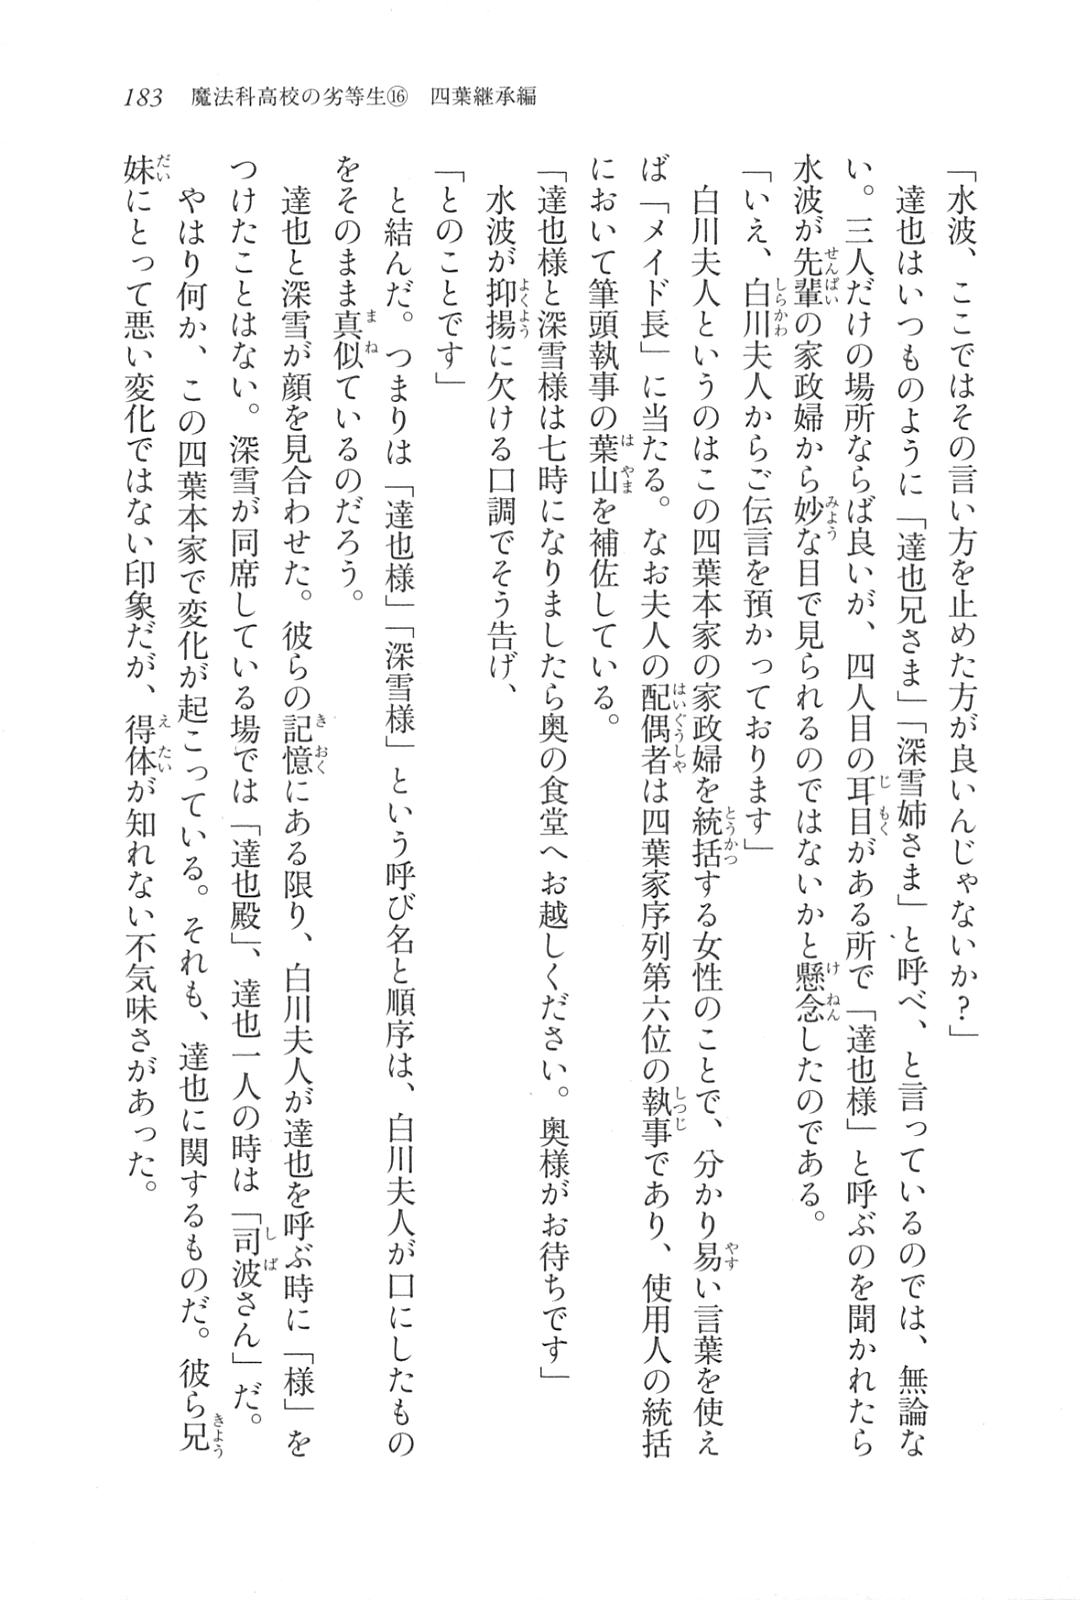 183 魔法科高校の劣等生⑯ 四葉継承編
「水波、ここではその言い方を止めた方が良いんじゃないか？」
達也はいつものように「達也兄さま」「深雪姉さま」と呼べ、と言っているのでは、無論な
い。三人だけの場所ならば良いが、四人目の耳目がある所で「達也様」と呼ぶのを聞かれたら
水波が先輩の家政婦から妙な目で見られるのではないかと懸念したのである。
「いえ、白川夫人からご伝言を預かっております」
白川夫人というのはこの四葉本家の家政婦を統括する女性のことで、分かり易い言葉を使え
ば「メイド長」に当たる。なお夫人の配偶者は四葉家序列第六位の執事であり、使用人の統括
において筆頭執事の葉山を補佐している。
「達也様と深雪様は七時になりましたら奥の食堂へお越しください。奥様がお待ちです」
水波が抑揚に欠ける口調でそう告げ、
「とのことです」
と結んだ。つまりは「達也様」「深雪様」という呼び名と順序は、白川夫人が口にしたもの
をそのまま真似ているのだろう。
達也と深雪が顔を見合わせた。彼らの記憶にある限り、白川夫人が達也を呼ぶ時に「様」を
つけたことはない。深雪が同席している場では「達也殿」、達也一人の時は「司波さん」だ。
やはり何か、この四葉本家で変化が起こっている。それも、達也に関するものだ。彼ら兄
妹にとって悪い変化ではない印象だが、得体が知れない不気味さがあった。